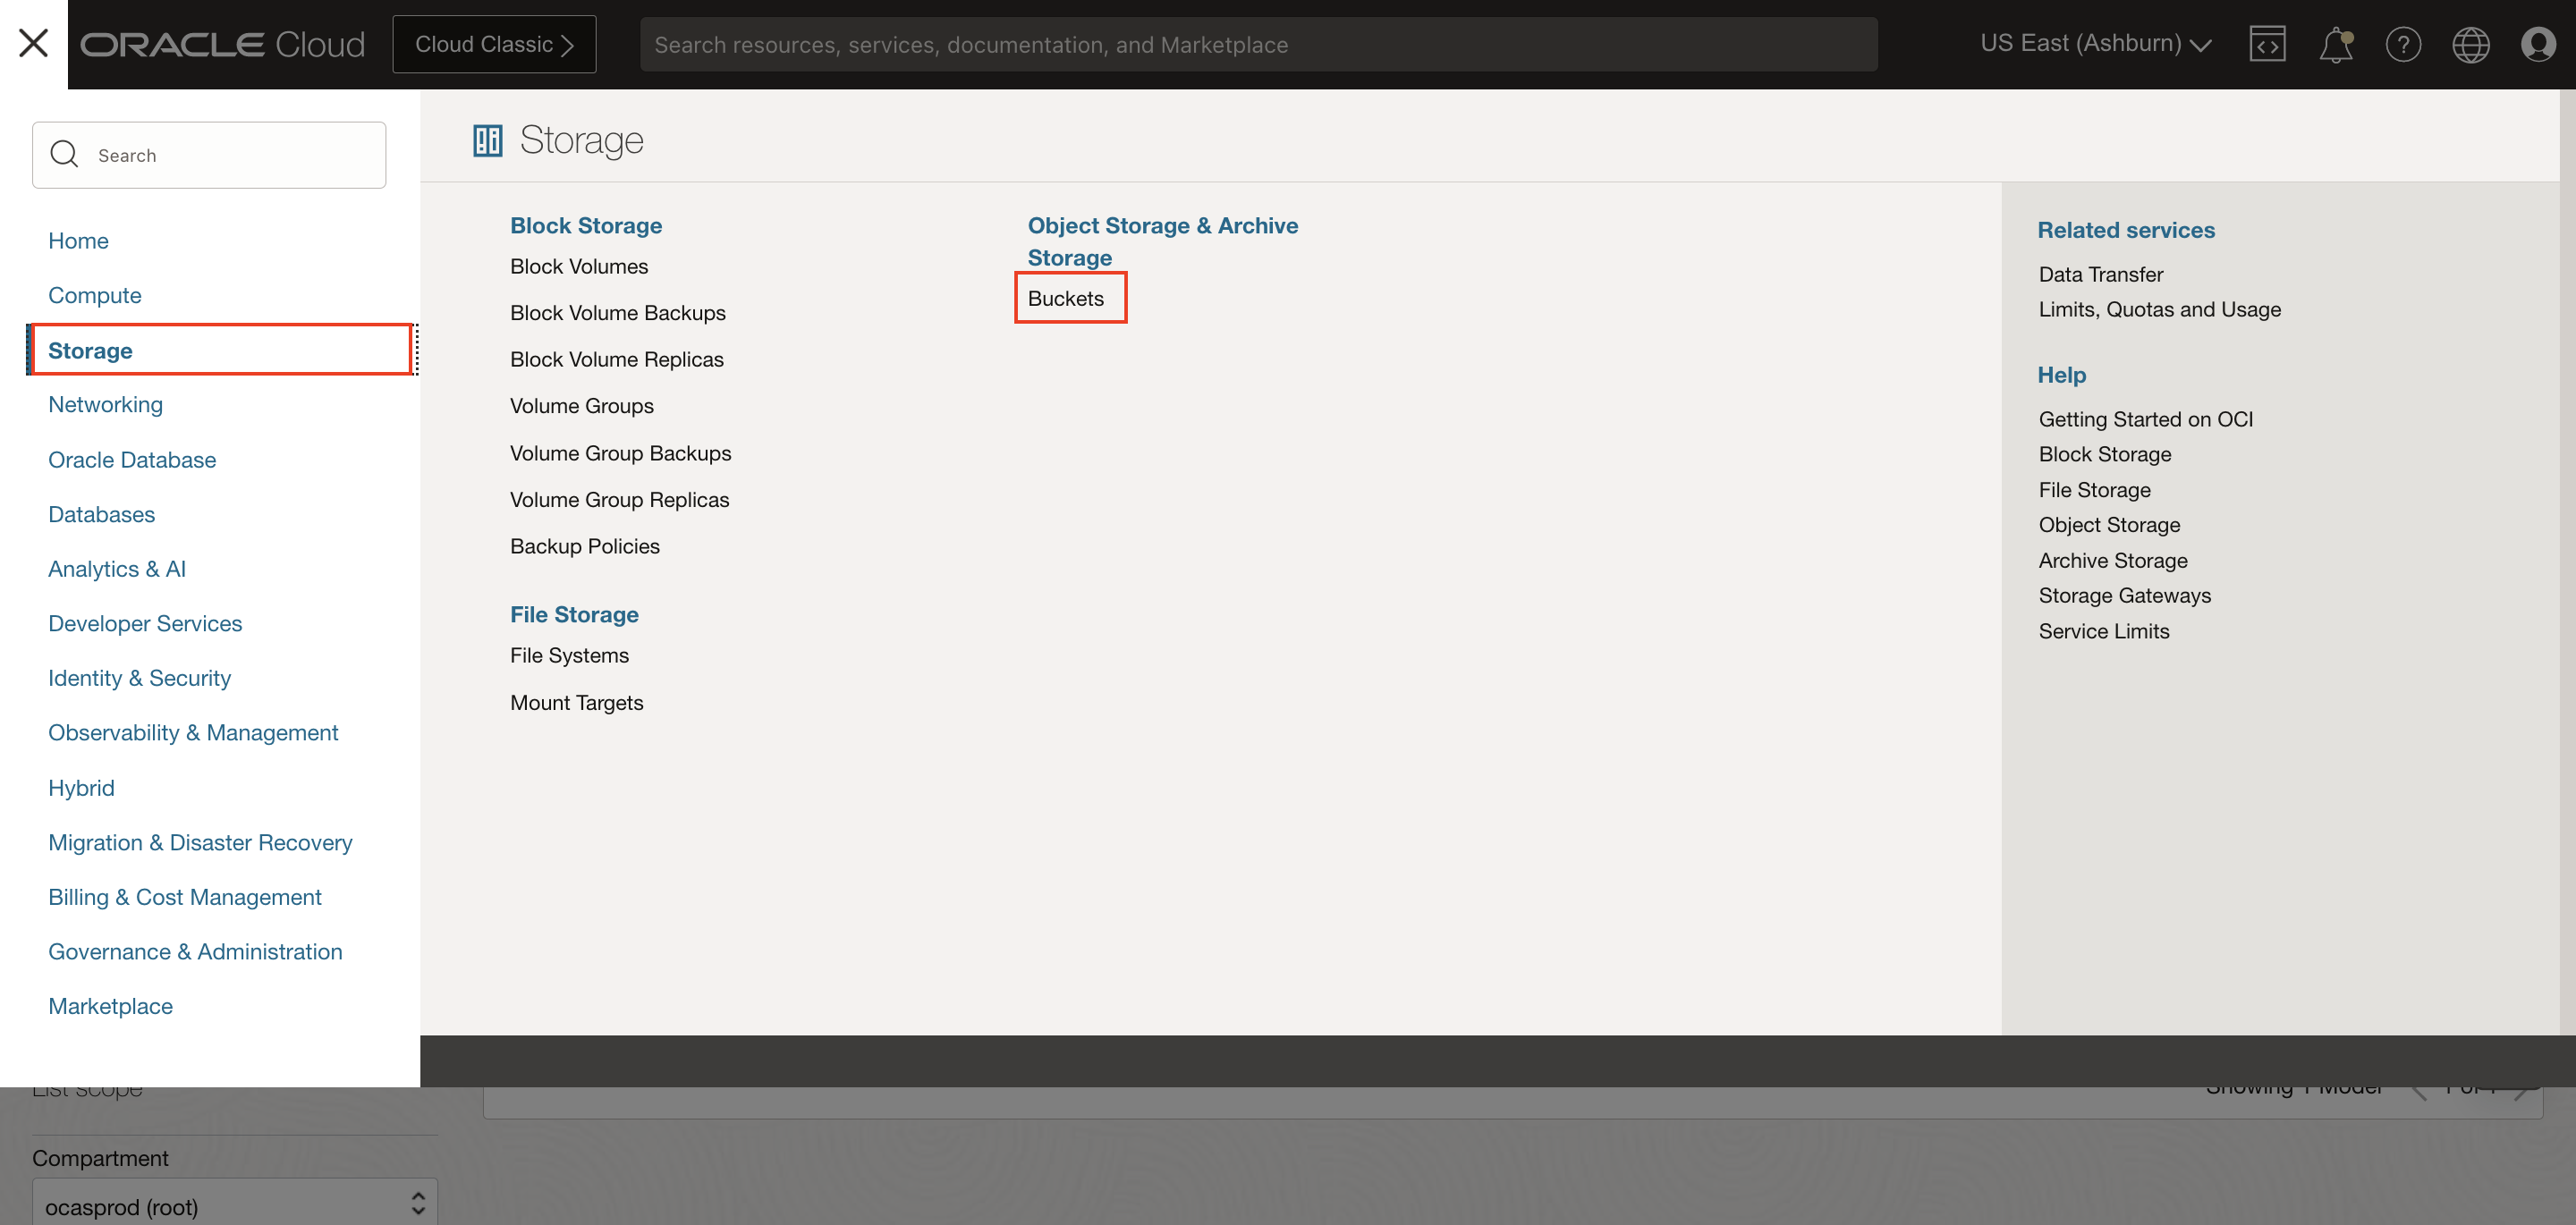 ORACLE Cloud
Cloud Classic
Search resources, services, documentation, and Marketplace
US East (Ashburn)
Search
Home
Compute
Storage
Networking
Oracle Database
Databases
Analytics & AI
Developer Services
Identity & Security
Observability & Management
Hybrid
Migration & Disaster Recovery
Billing & Cost Management
Governance & Administration
Marketplace
Storage
Block Storage
Block Volumes
Block Volume Backups
Block Volume Replicas
Volume Groups
Volume Group Backups
Volume Group Replicas
Backup Policies
File Storage
File Systems
Mount Targets
Object Storage & Archive
Storage
Buckets
Related services
Data Transfer
Limits, Quotas and Usage
Help
Getting Started on OCI
Block Storage
File Storage
Object Storage
Archive Storage
Storage Gateways
Service Limits
List scope
Showing 1 Model
Compartment
ocasprod (root)